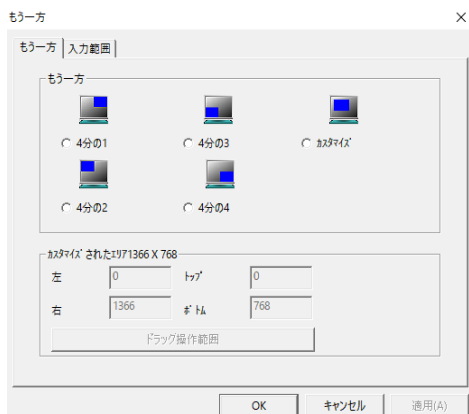 もう一方
もう一方 入力範囲
もう一方
4分の1 4分の3 ｶｽﾀﾏｲｽﾞ
4分の2 4分の4
ｶｽﾀﾏｲｽﾞされたｴﾘｱ1366 X 768
左 0 ﾄｯﾌﾟ 0
右 1366 ﾎﾞﾄﾑ 768
ドラッグ操作範囲
OK キャンセル 適用(A)